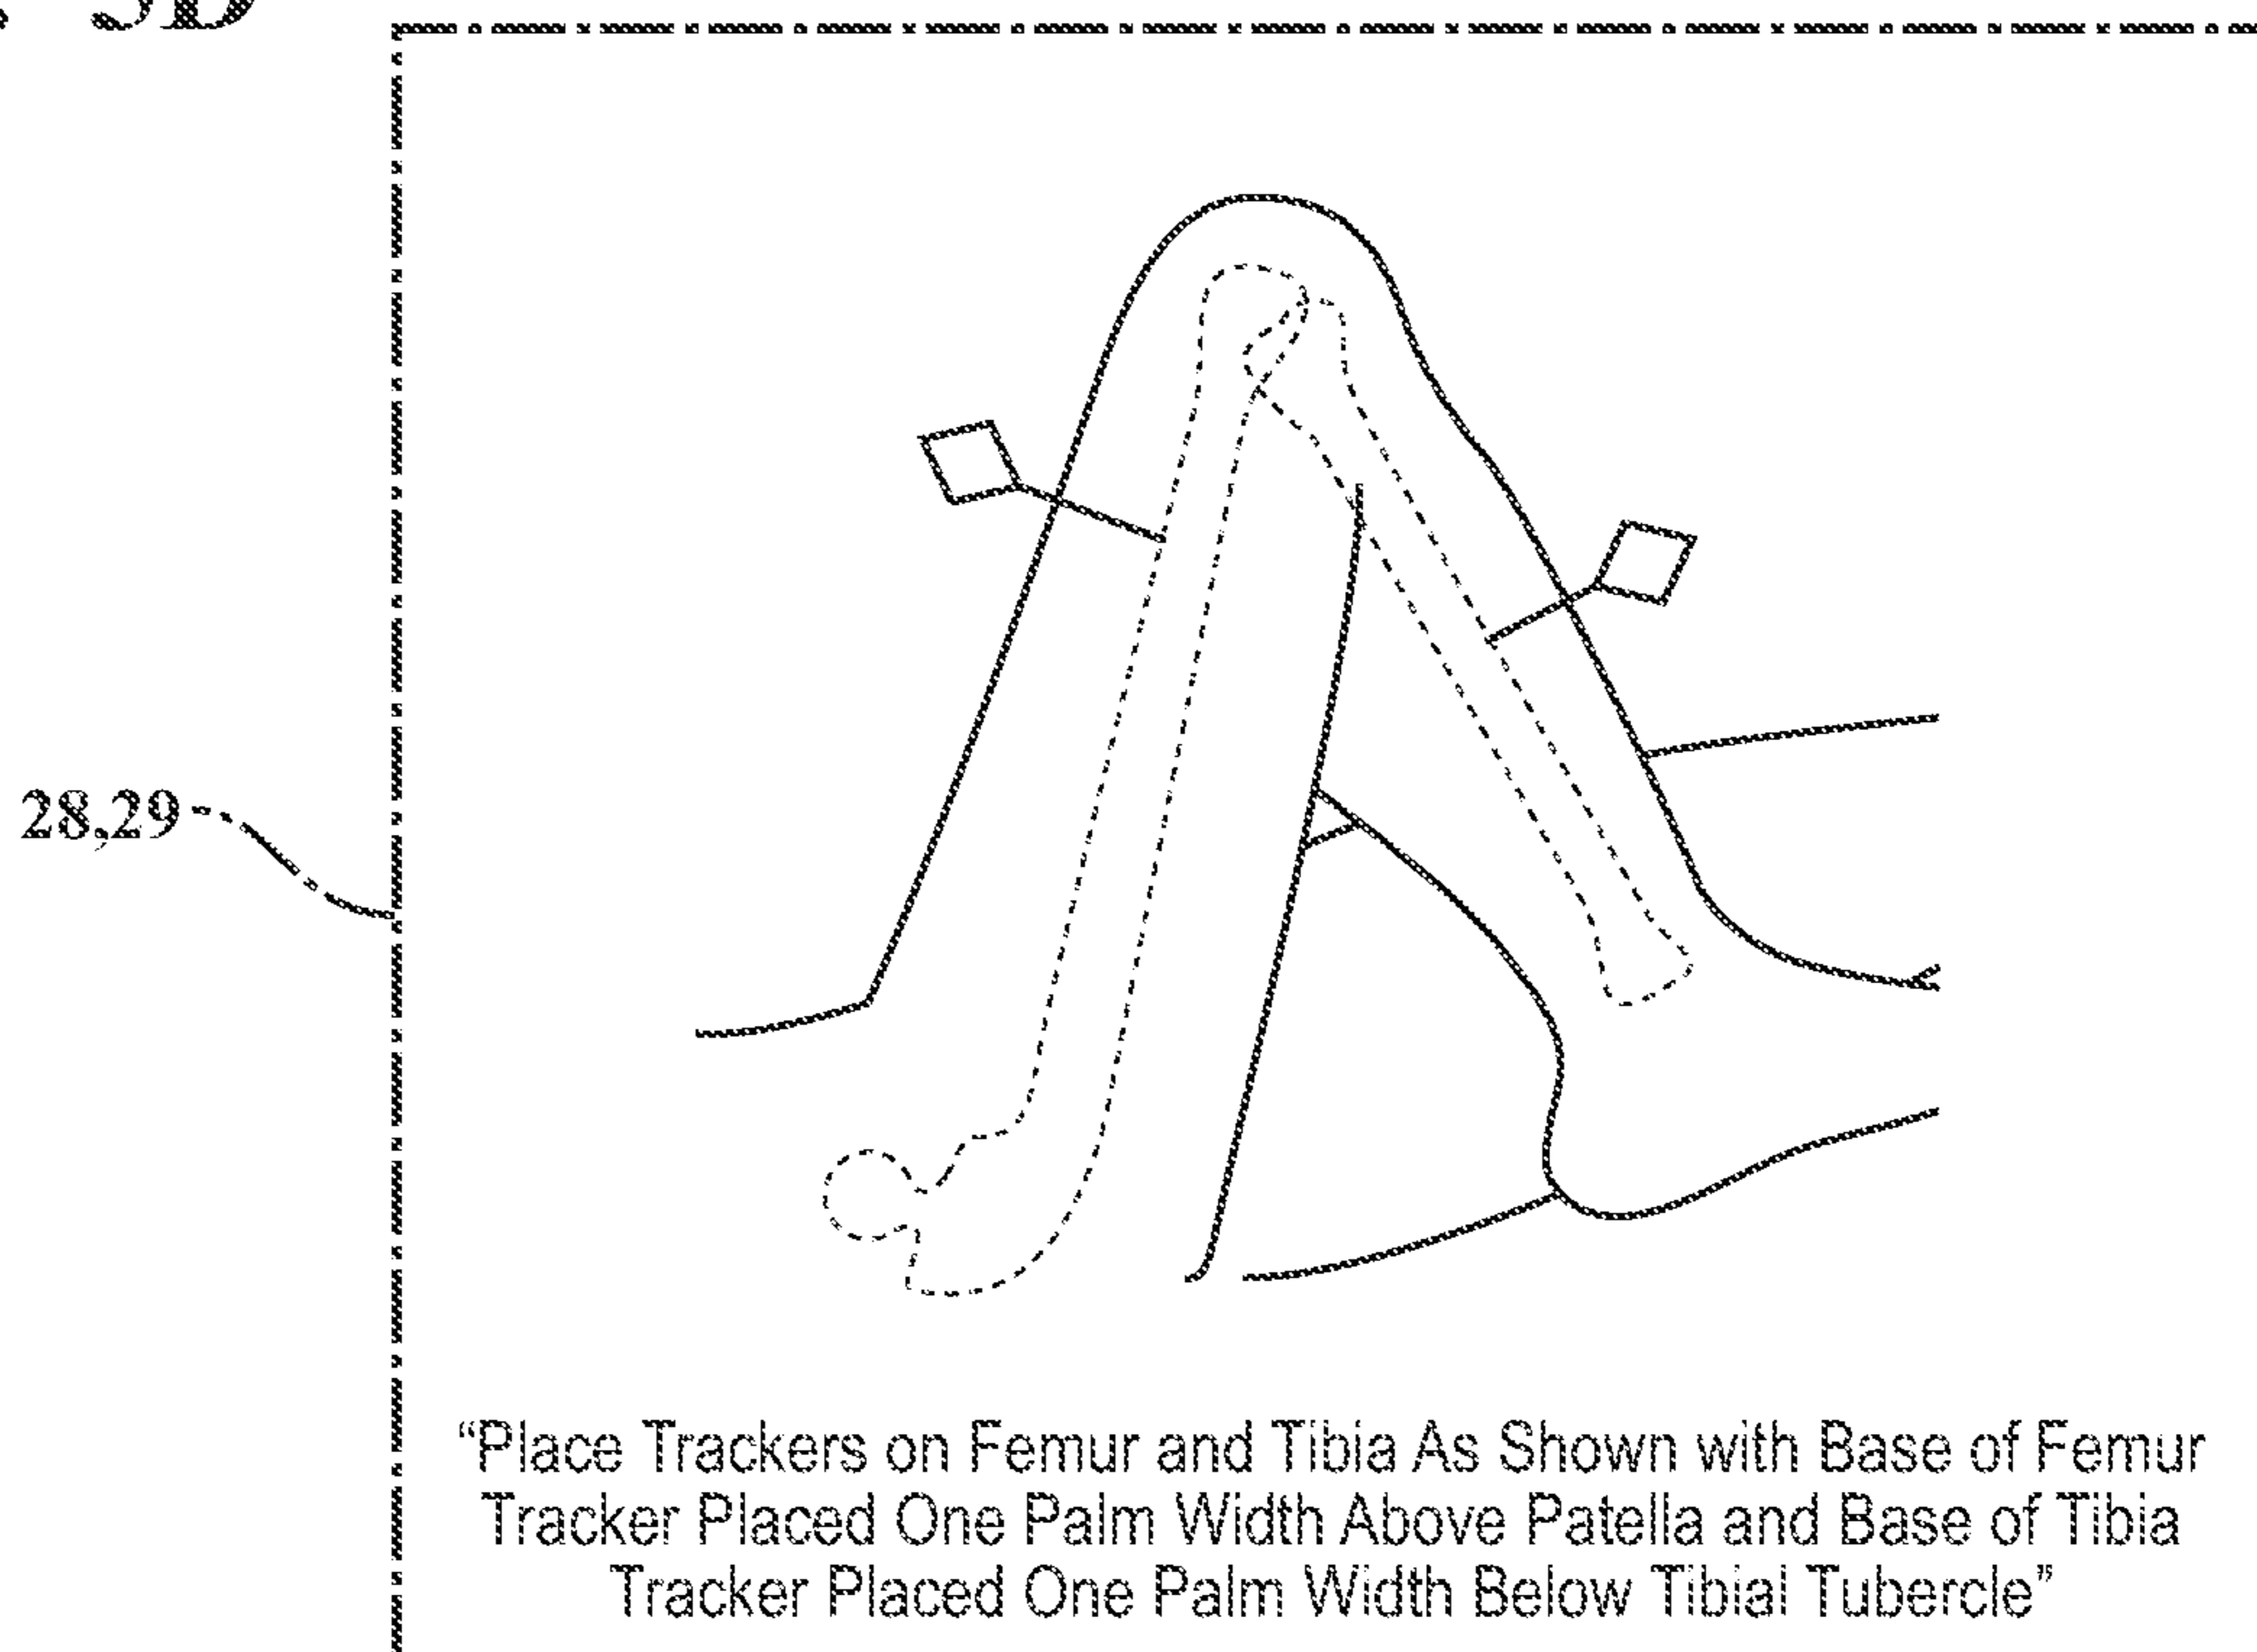 28,29
“Place Trackers on Femur and Tibia As Shown with Base of Femur
Tracker Placed One Palm Width Above Patella and Base of Tibia
Tracker Placed One Palm Width Below Tibial Tubercle”